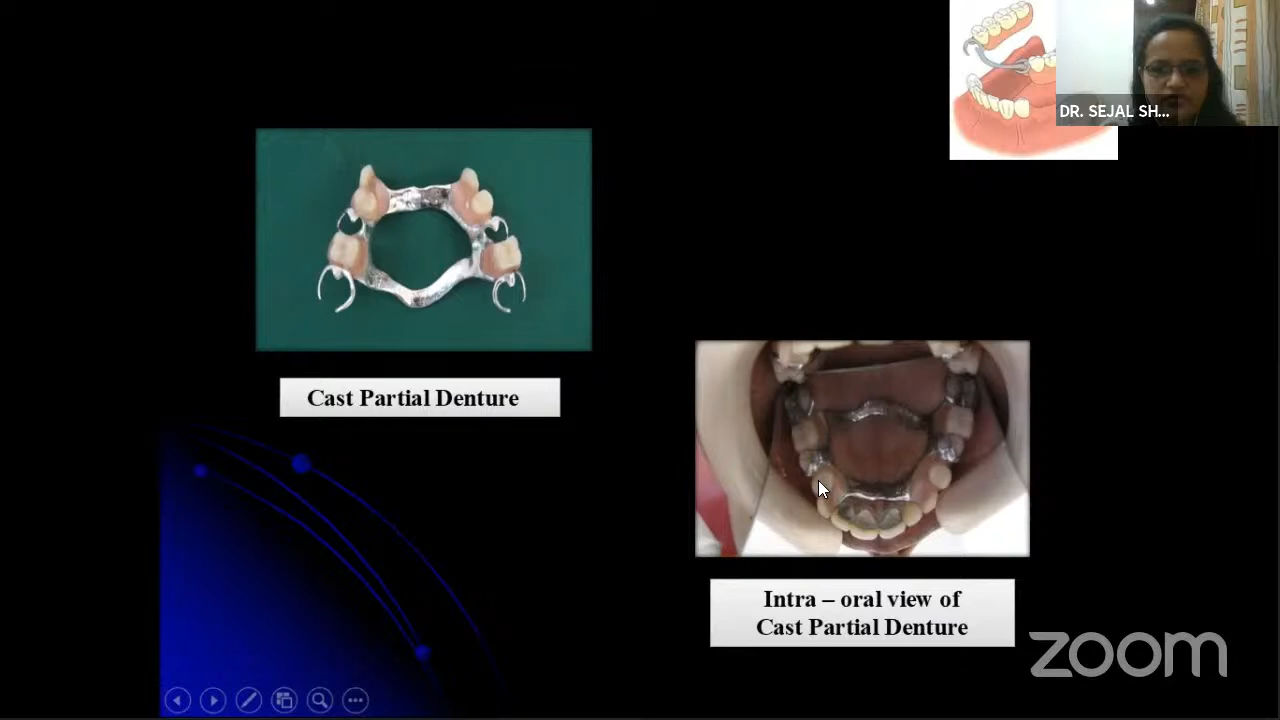 DR. SEJAL SH...
Cast Partial Denture
Intra – oral view of
Cast Partial Denture
zoom